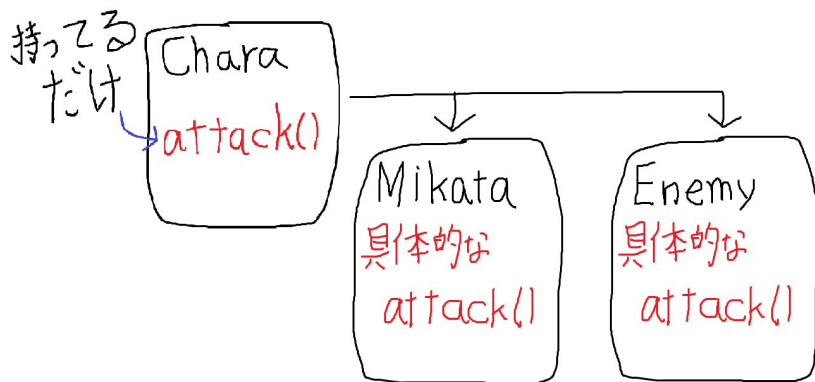 持ってる
だけ
Chara
attack()
Mikata
具体的な
attack()
Enemy
具体的な
attack()